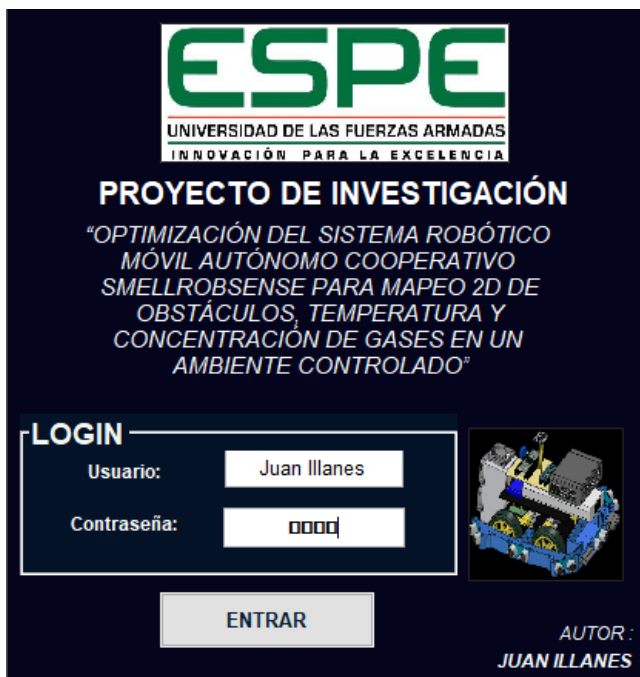 ESPE
UNIVERSIDAD DE LAS FUERZAS ARMADAS
INNOVACIÓN PARA LA EXCELENCIA
PROYECTO DE INVESTIGACIÓN
“OPTIMIZACIÓN DEL SISTEMA ROBÓTICO
MÓVIL AUTÓNOMO COOPERATIVO
SMELLROBSENSE PARA MAPEO 2D DE
OBSTÁCULOS, TEMPERATURA Y
CONCENTRACIÓN DE GASES EN UN
AMBIENTE CONTROLADO”
LOGIN
Usuario:
Juan Illanes
Contraseña:
ENTRAR
AUTOR :
JUAN ILLANES